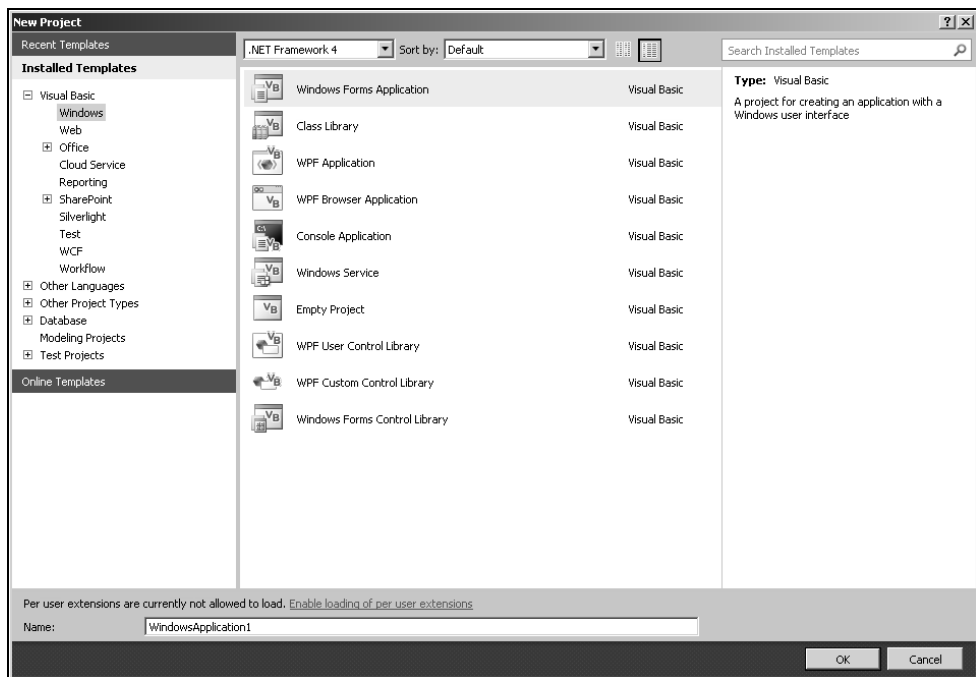 New Project
Recent Templates
.NET Framework 4
Sort by: Default
Search Installed Templates
Installed Templates
Visual Basic
Windows
Web
Office
Cloud Service
Reporting
SharePoint
Silverlight
Test
WCF
Workflow
Other Languages
Other Project Types
Database
Modeling Projects
Test Projects
Online Templates
Windows Forms Application Visual Basic
Class Library Visual Basic
WPF Application Visual Basic
WPF Browser Application Visual Basic
Console Application Visual Basic
Windows Service Visual Basic
Empty Project Visual Basic
WPF User Control Library Visual Basic
WPF Custom Control Library Visual Basic
Windows Forms Control Library Visual Basic
Type: Visual Basic
A project for creating an application with a
Windows user interface
Per user extensions are currently not allowed to load. Enable loading of per user extensions
Name: WindowsApplication1
OK Cancel